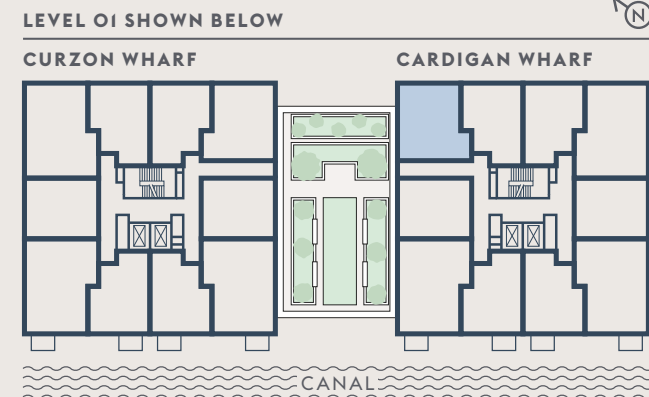 LEVEL 01 SHOWN BELOW
N
CURZON WHARF
CARDIGAN WHARF
CANAL